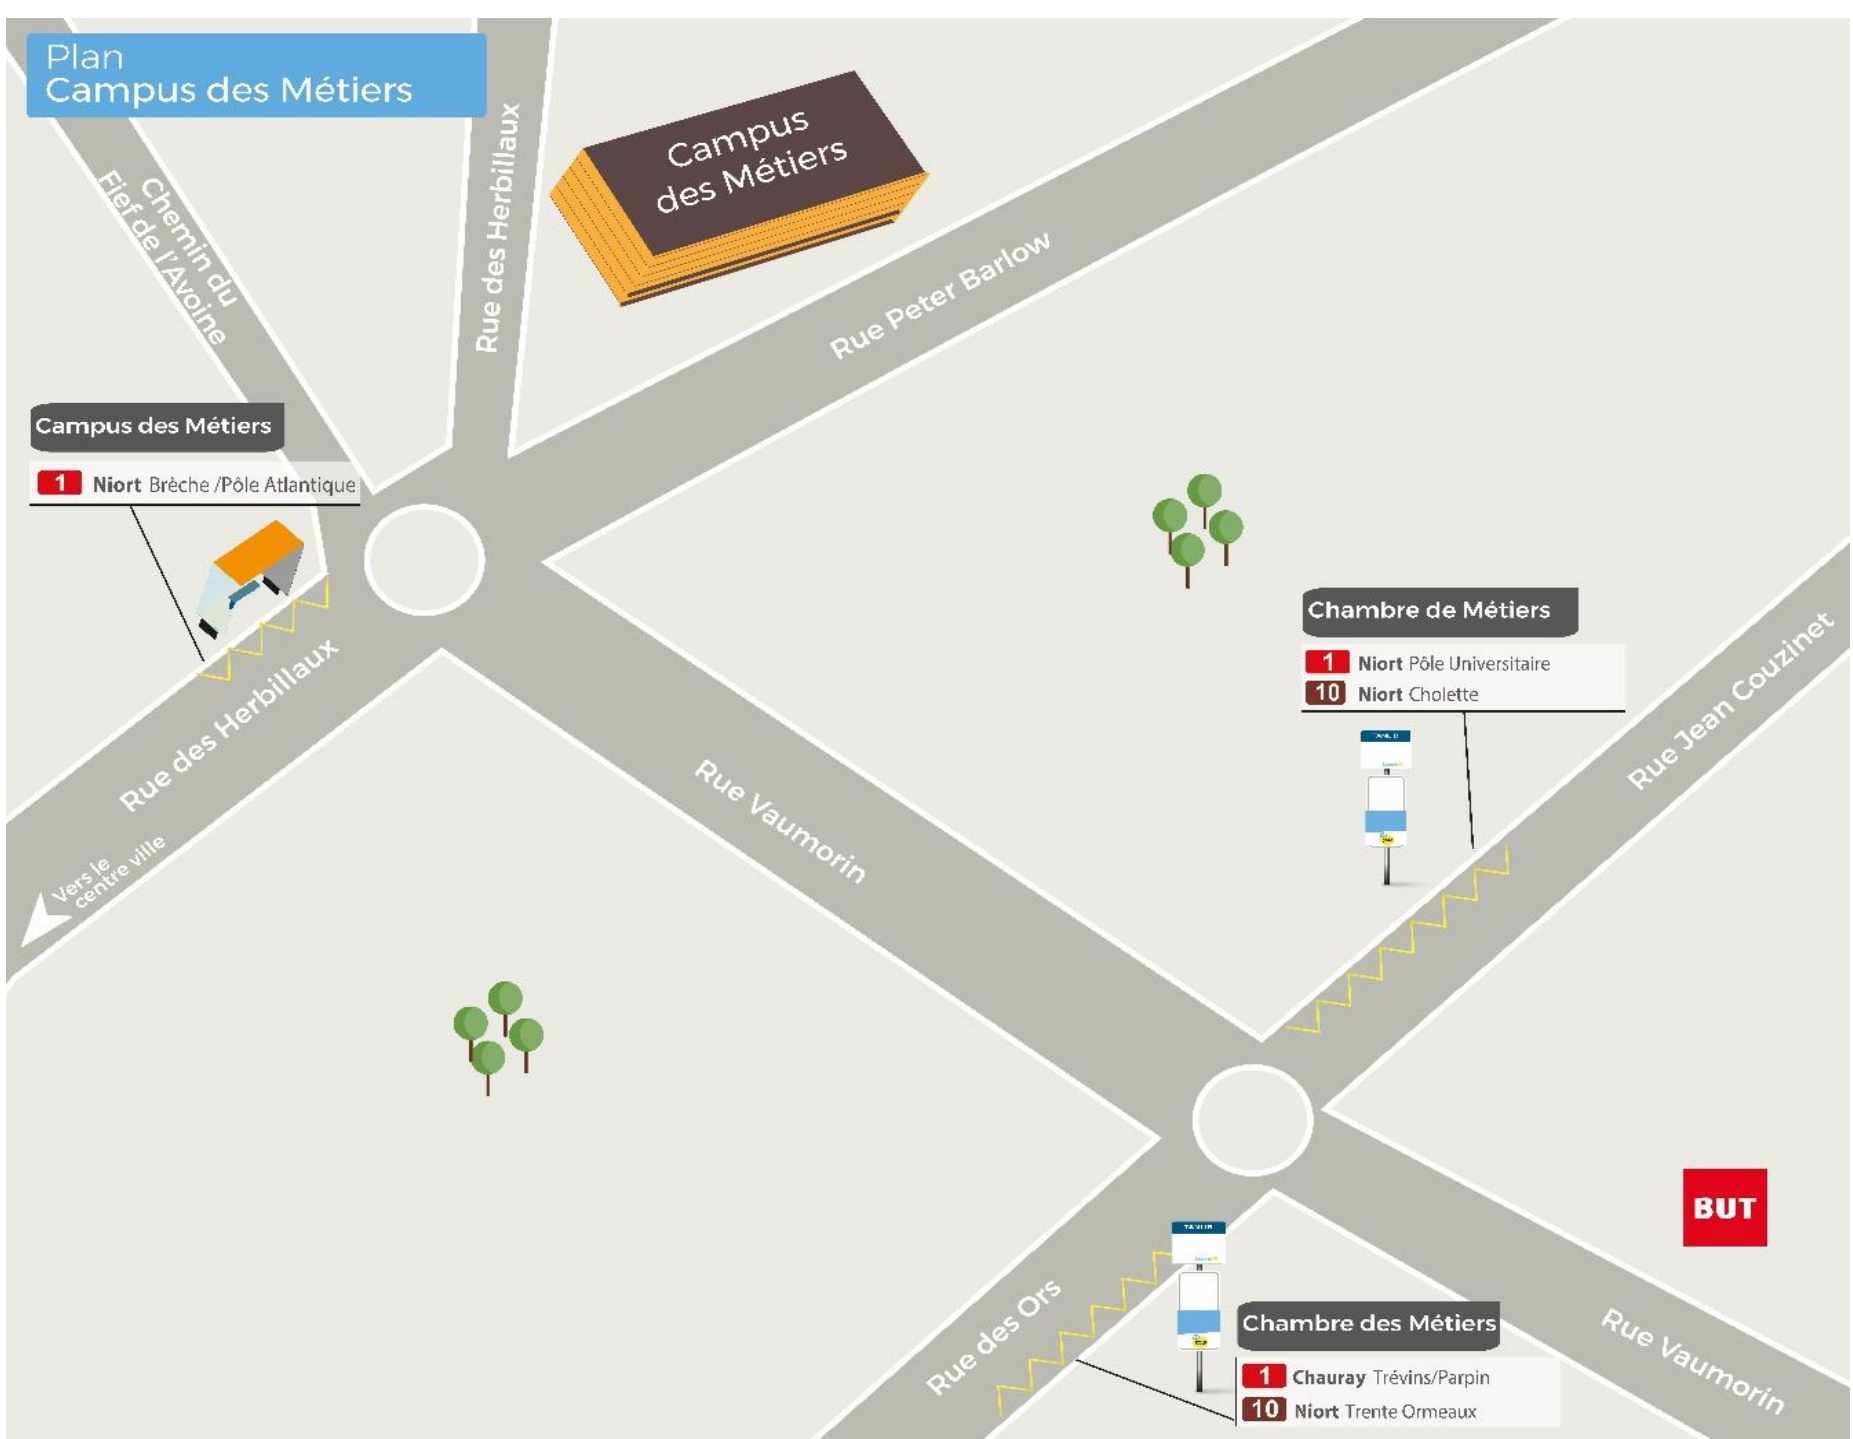 Plan
Campus des Métiers
Campus
des Métiers
Rue des Herbillaux
Chemin du
Fief de l'Avoine
Rue Peter Barlow
Campus des Métiers
1 Niort Brèche /Pôle Atlantique
Chambre de Métiers
1 Niort Pôle Universitaire
10 Niort Cholette
Rue Jean Couzinet
Rue des Herbillaux
Vers le
centre ville
Rue Vaumorin
BUT
Rue des Ors
Chambre des Métiers
1 Chauray Trévins/Parpin
10 Niort Trente Ormeaux
Rue Vaumorin